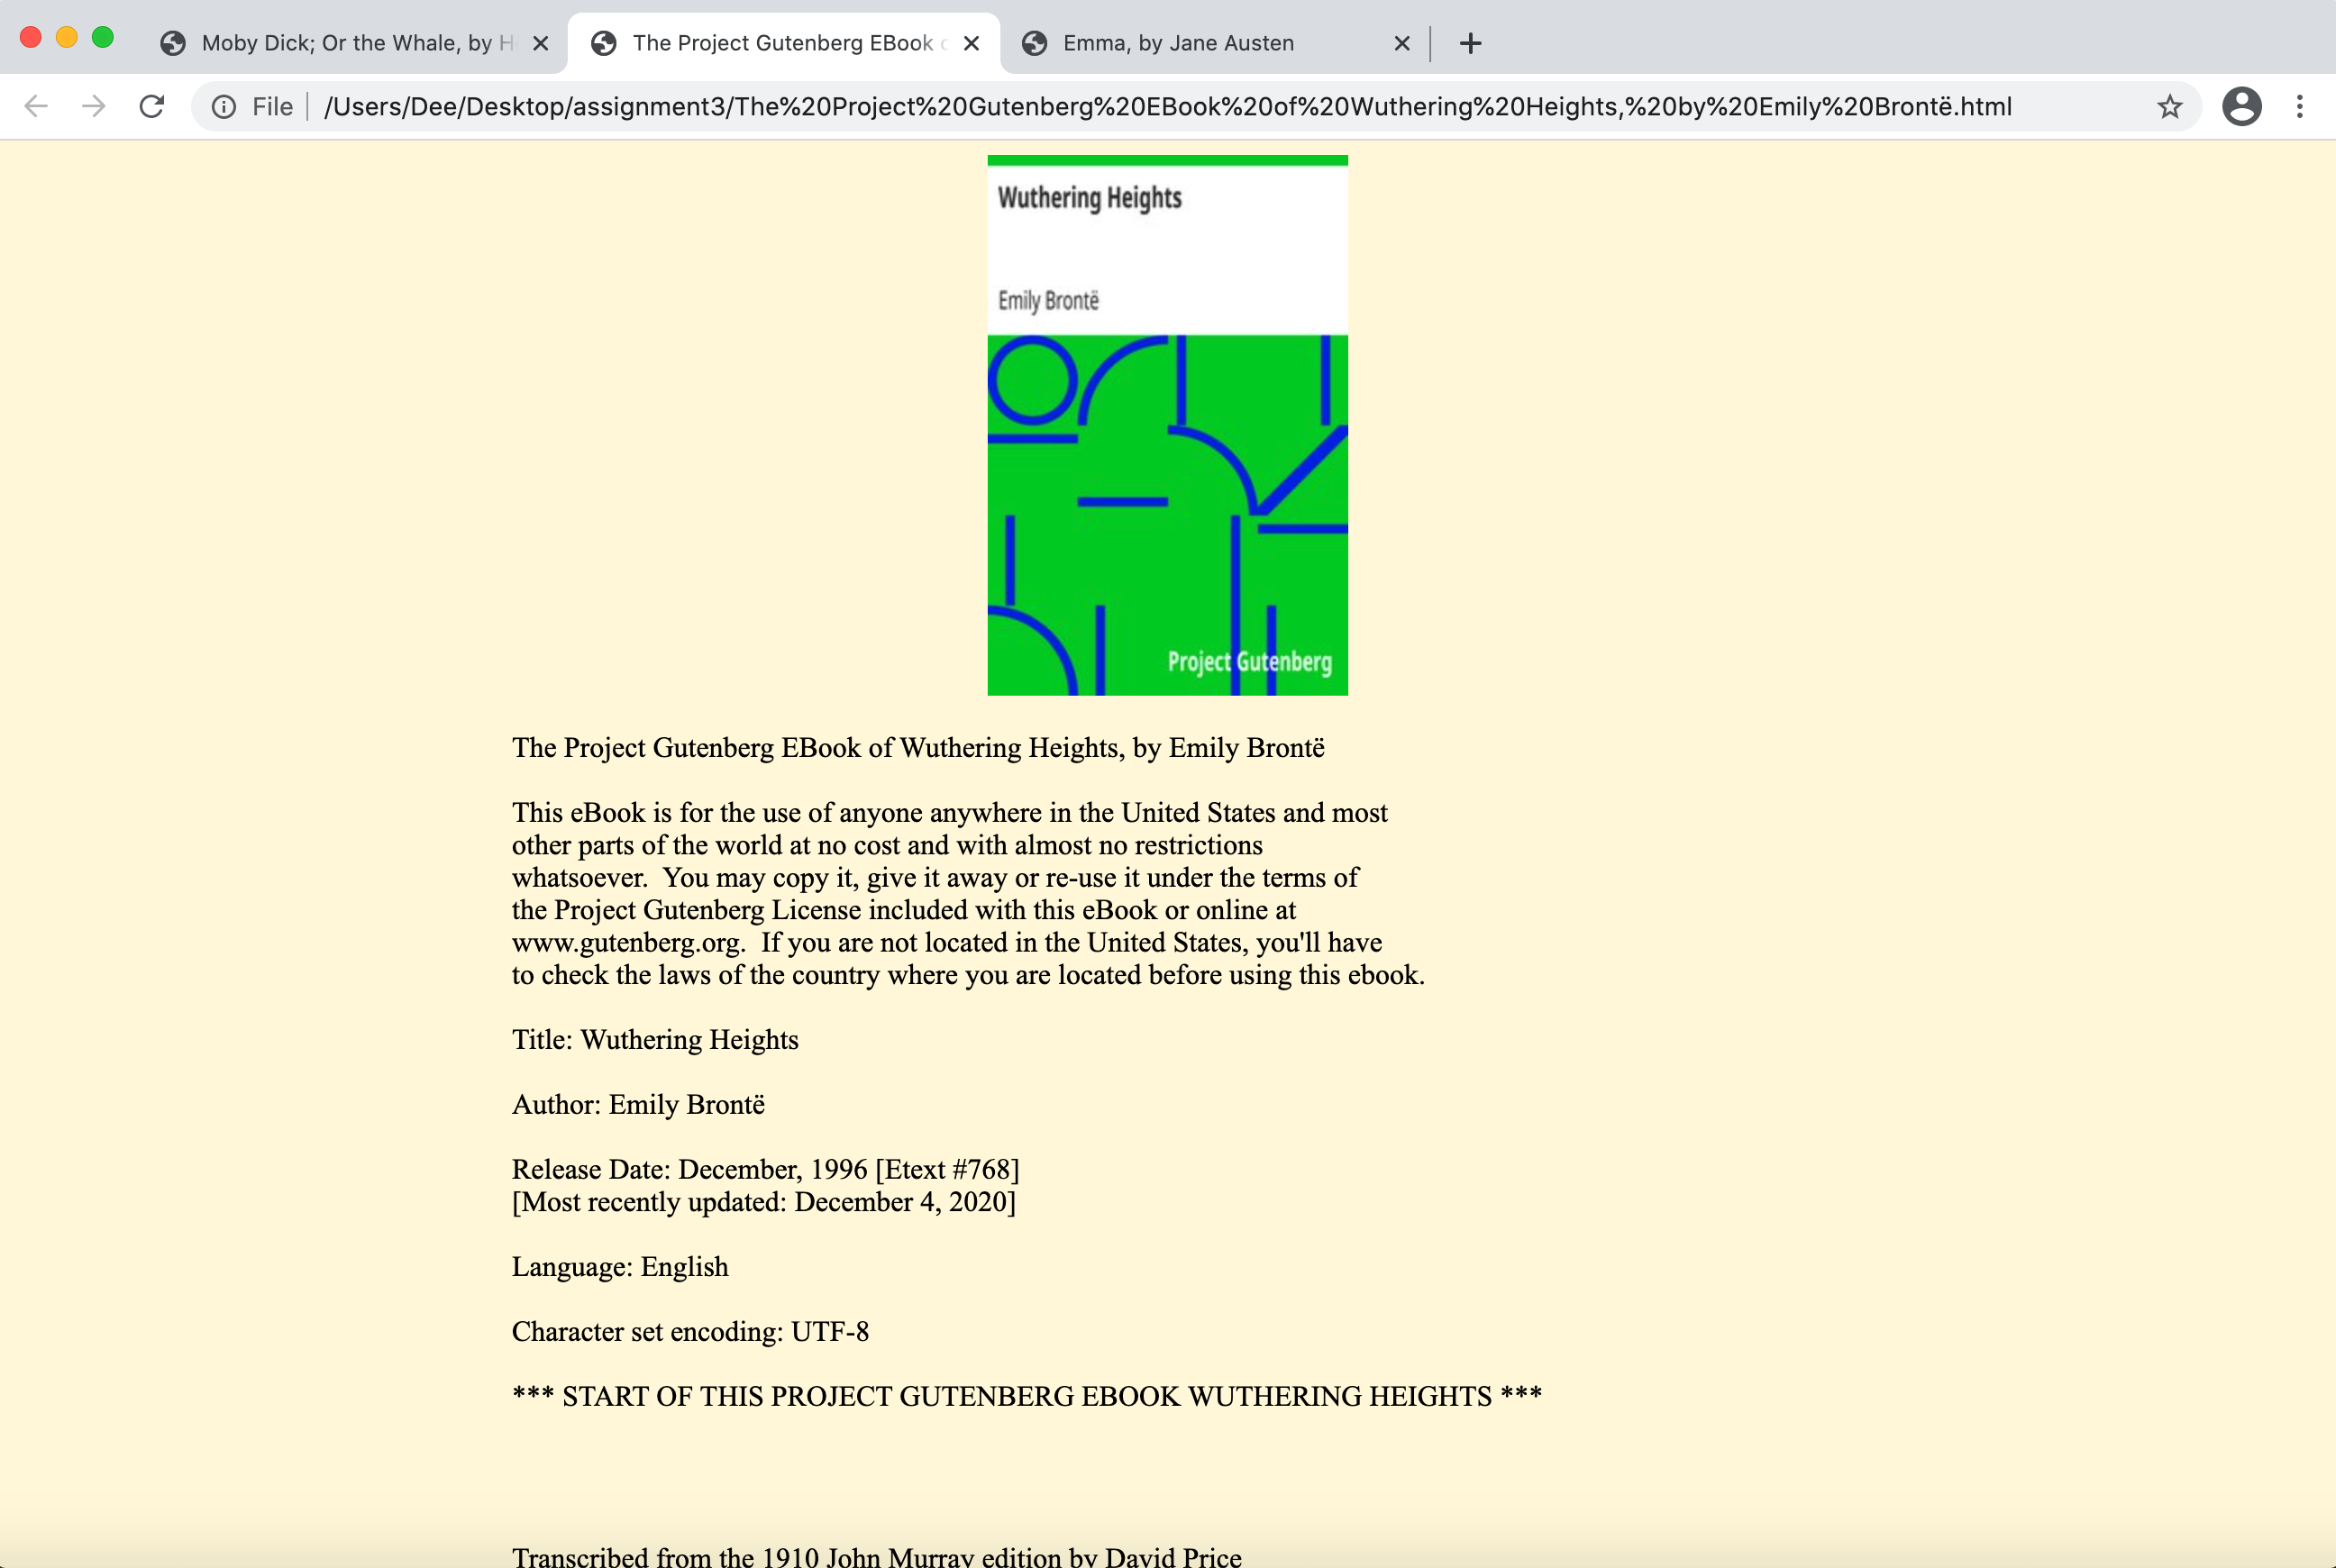 Moby Dick; Or the Whale, by H
The Project Gutenberg EBook o
Emma, by Jane Austen
File
/Users/Dee/Desktop/assignment3/The%20Project%20Gutenberg%20EBook%20of%20Wuthering%20Heights,%20by%20Emily%20Brontë.html
Wuthering Heights
Emily Brontë
Project Gutenberg
The Project Gutenberg EBook of Wuthering Heights, by Emily Brontë
This eBook is for the use of anyone anywhere in the United States and most
other parts of the world at no cost and with almost no restrictions
whatsoever.  You may copy it, give it away or re-use it under the terms of
the Project Gutenberg License included with this eBook or online at
www.gutenberg.org.  If you are not located in the United States, you'll have
to check the laws of the country where you are located before using this ebook.
Title: Wuthering Heights
Author: Emily Brontë
Release Date: December, 1996 [Etext #768]
[Most recently updated: December 4, 2020]
Language: English
Character set encoding: UTF-8
*** START OF THIS PROJECT GUTENBERG EBOOK WUTHERING HEIGHTS ***
Transcribed from the 1910 John Murray edition by David Price